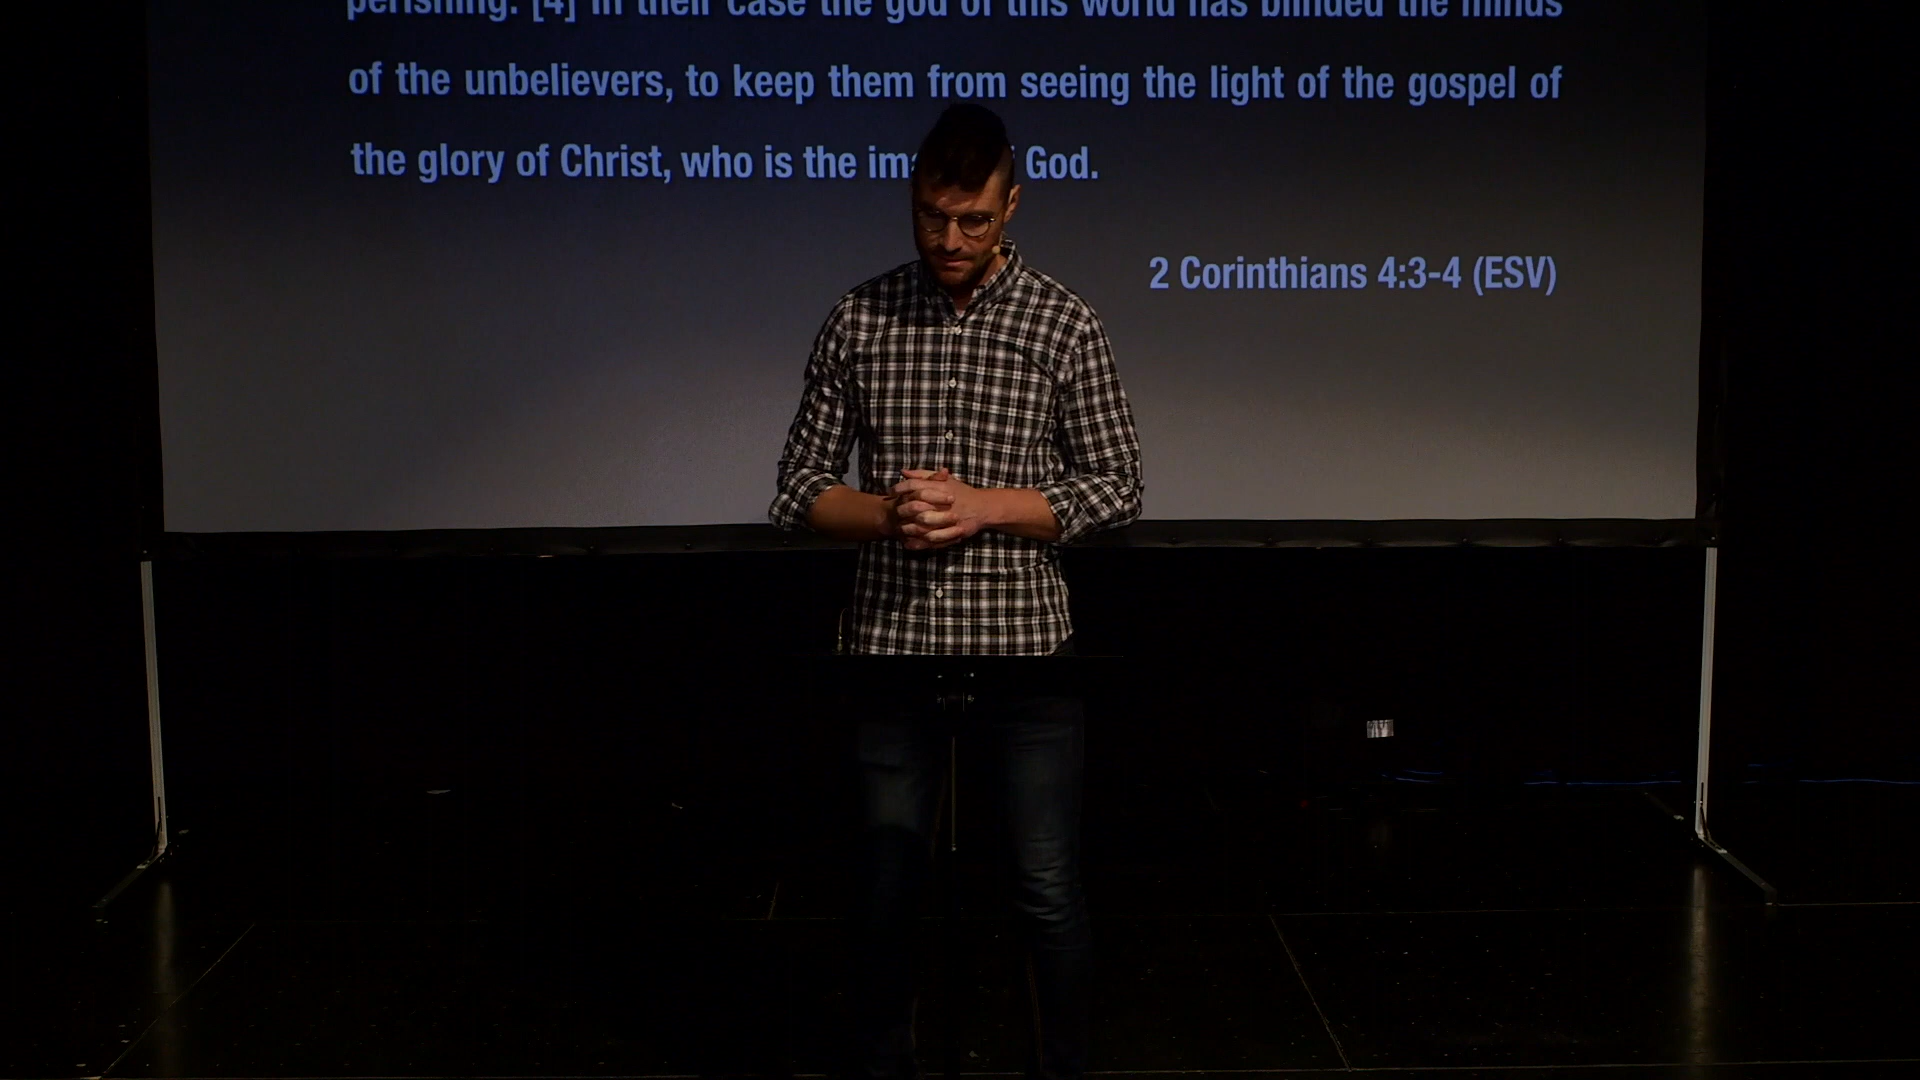 perishing. [4] In their case the god of this world has blinded the minds
of the unbelievers, to keep them from seeing the light of the gospel of
the glory of Christ, who is the God.
2 Corinthians 4:3-4 (ESV)